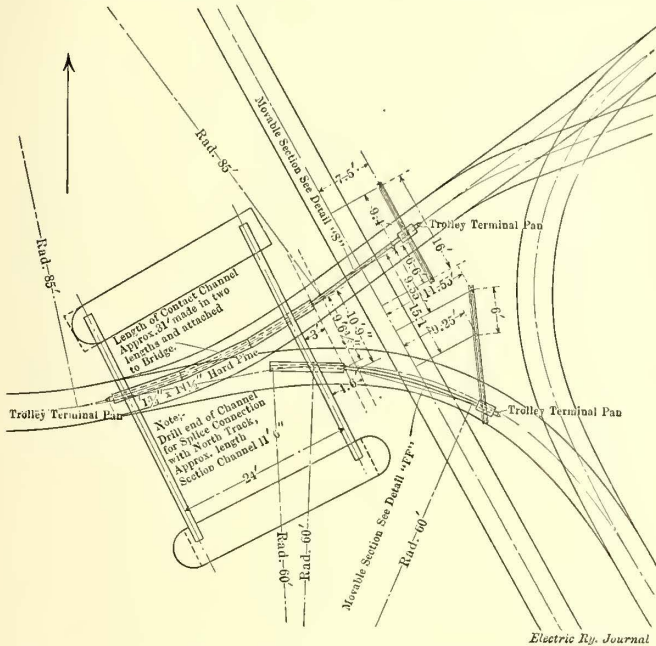 Rad. 85'
Movable Section See Detail "S"
7.5'
9.4
Trolley Terminal Pan
16'
6-6"
11.55'
9.55
15.1
9.25'
6'
Rad. 85'
Length of Contact Channel
Approx. 31' made in two
lengths and attached
to Bridge.
10-9"
3'
Hard Pine
Trolley Terminal Pan
Note:-
Drill end of Channel
for Splice Connection
with North Track,
Approx. length
Section Channel 11' 6"
24'
Trolley Terminal Pan
Rad. 60'
Rad. 60'
Movable Section See Detail "FF"
Rad. 60'
Electric Ry. Journal